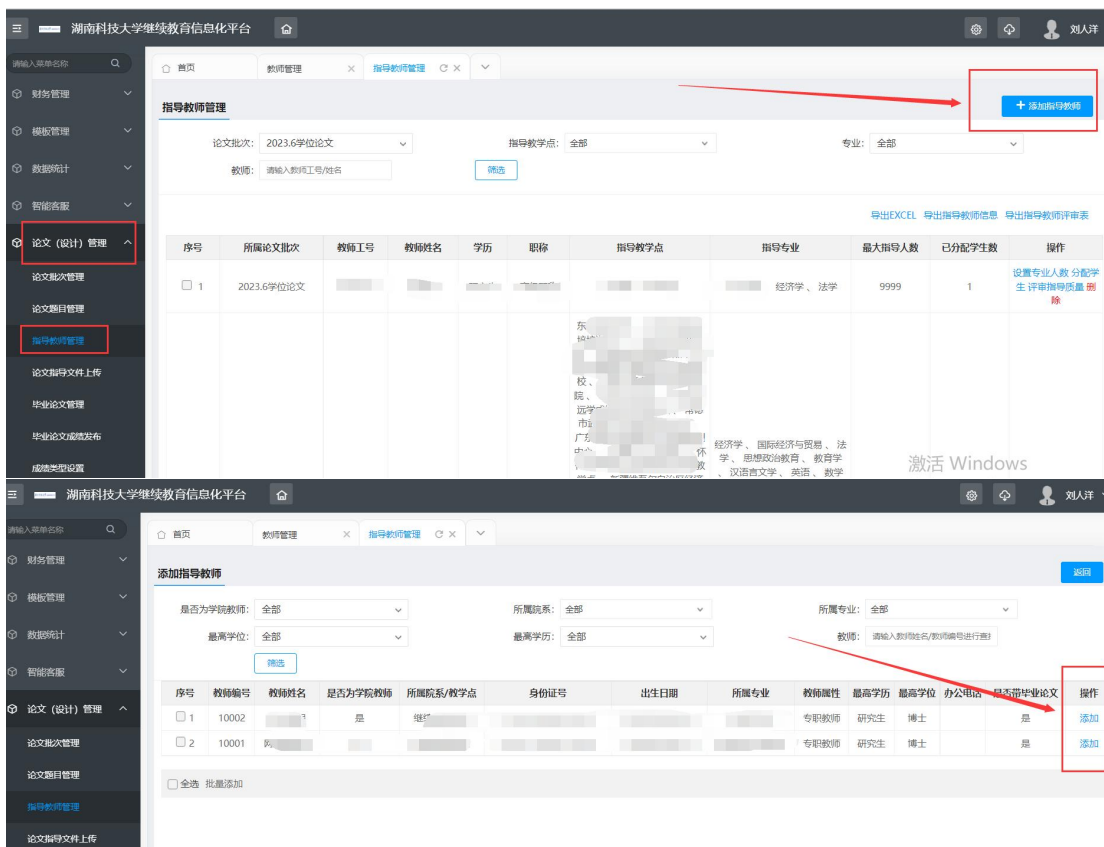 湖南科技大学继续教育信息化平台 刘人洋
请输入菜单名称
首页 教师管理 指导教师管理
财务管理
模板管理
数据统计
智能客服
论文（设计）管理
论文批次管理
论文题目管理
指导教师管理
论文指导文件上传
毕业论文管理
毕业论文成绩发布
成绩类型设置
指导教师管理 添加指导教师
论文批次: 2023.6学位论文 指导教学点: 全部 专业: 全部
教师: 请输入教师工号/姓名 筛选
导出EXCEL 导出指导教师信息 导出指导教师评审表
序号 所属论文批次 教师工号 教师姓名 学历 职称 指导教学点 指导专业 最大指导人数 已分配学生数 操作
1 2023.6学位论文 经济学 、 法学 9999 1
设置专业人数 分配学
生 评审指导质量 删
除
东
校 、
院 、
远学
市
广东
怀
教
经济学 、 国际经济与贸易 、 法
学 、 思想政治教育 、 教育学
、 汉语言文学 、 英语 、 数学
激活 Windows
湖南科技大学继续教育信息化平台 刘人洋
请输入菜单名称
首页 教师管理 指导教师管理
财务管理
模板管理
数据统计
智能客服
论文（设计）管理
论文批次管理
论文题目管理
指导教师管理
论文指导文件上传
添加指导教师 返回
是否为学院教师: 全部 所属院系: 全部 所属专业: 全部
最高学位: 全部 最高学历: 全部 教师: 请输入教师姓名/教师编号进行查
筛选
序号 教师编号 教师姓名 是否为学院教师 所属院系/教学点 身份证号 出生日期 所属专业 教师属性 最高学历 最高学位 办公电话 是否带毕业论文 操作
1 10002 是 继 专职教师 研究生 博士 是 添加
2 10001 专职教师 研究生 博士 是 添加
全选 批量添加